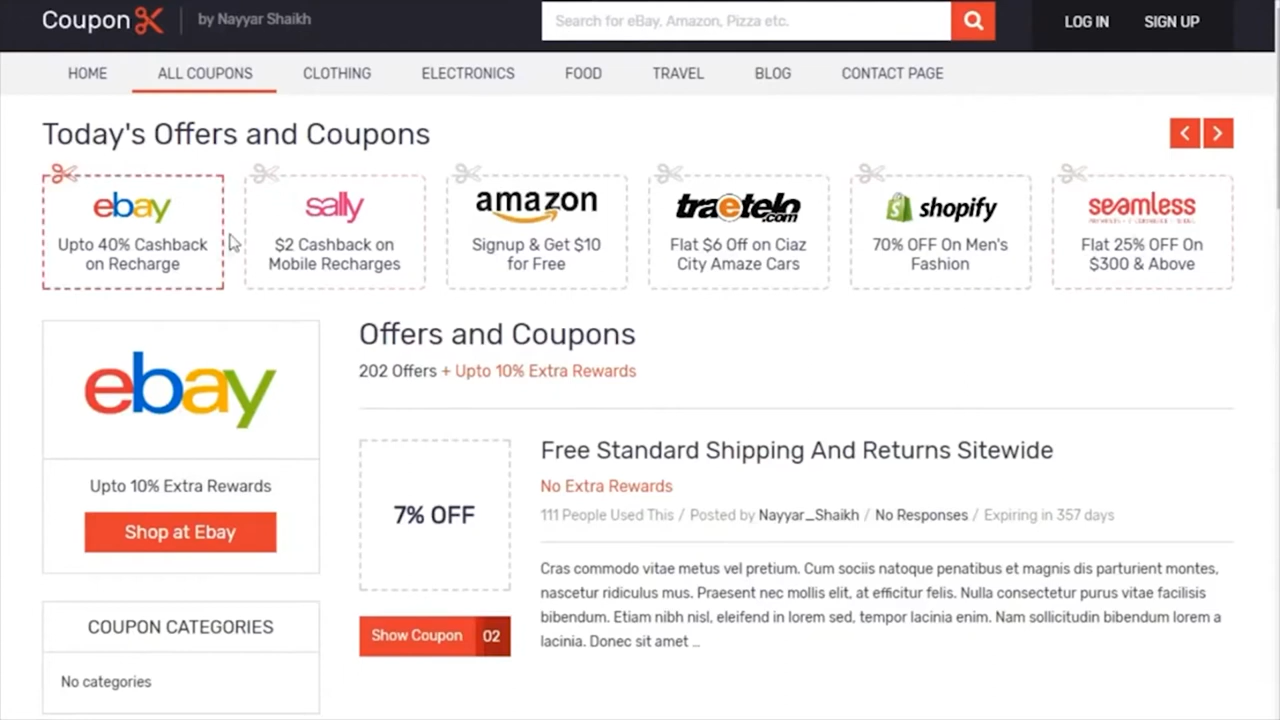 Coupon
by Nayyar Shaikh
Search for eBay, Amazon, Pizza etc.
LOG IN
SIGN UP
HOME
ALL COUPONS
CLOTHING
ELECTRONICS
FOOD
TRAVEL
BLOG
CONTACT PAGE
Today's Offers and Coupons
ebay
Upto 40% Cashback
on Recharge
sally
$2 Cashback on
Mobile Recharges
amazon
Signup & Get $10
for Free
traetelo
.com
Flat $6 Off on Ciaz
City Amaze Cars
shopify
70% OFF On Men's
Fashion
seamless
Flat 25% OFF On
$300 & Above
ebay
Upto 10% Extra Rewards
Shop at Ebay
COUPON CATEGORIES
No categories
Offers and Coupons
202 Offers + Upto 10% Extra Rewards
7% OFF
Show Coupon 02
Free Standard Shipping And Returns Sitewide
No Extra Rewards
111 People Used This / Posted by Nayyar_Shaikh / No Responses / Expiring in 357 days
Cras commodo vitae metus vel pretium. Cum sociis natoque penatibus et magnis dis parturient montes,
nascetur ridiculus mus. Praesent nec mollis elit, at efficitur felis. Nulla consectetur purus vitae facilisis
bibendum. Etiam nibh nisl, eleifend in lorem sed, tempor lacinia enim. Nam sollicitudin bibendum lorem a
lacinia. Donec sit amet ...